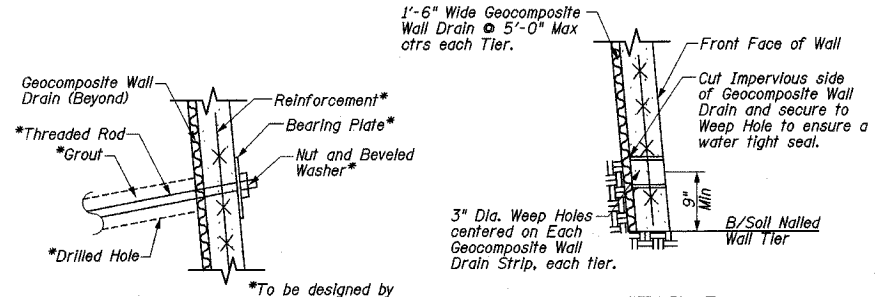 Geocomposite Wall
Drain (Beyond)
*Threaded Rod
*Grout
*Drilled Hole
Reinforcement*
Bearing Plate*
Nut and Beveled
Washer*
*To be designed by
1'-6" Wide Geocomposite
Wall Drain @ 5'-0" Max
ctrs each Tier.
Front Face of Wall
Cut Impervious side
of Geocomposite Wall
Drain and secure to
Weep Hole to ensure a
water tight seal.
3" Dia. Weep Holes
centered on Each
Geocomposite Wall
Drain Strip, each tier.
9"
Min
B/Soil Nailed
Wall Tier